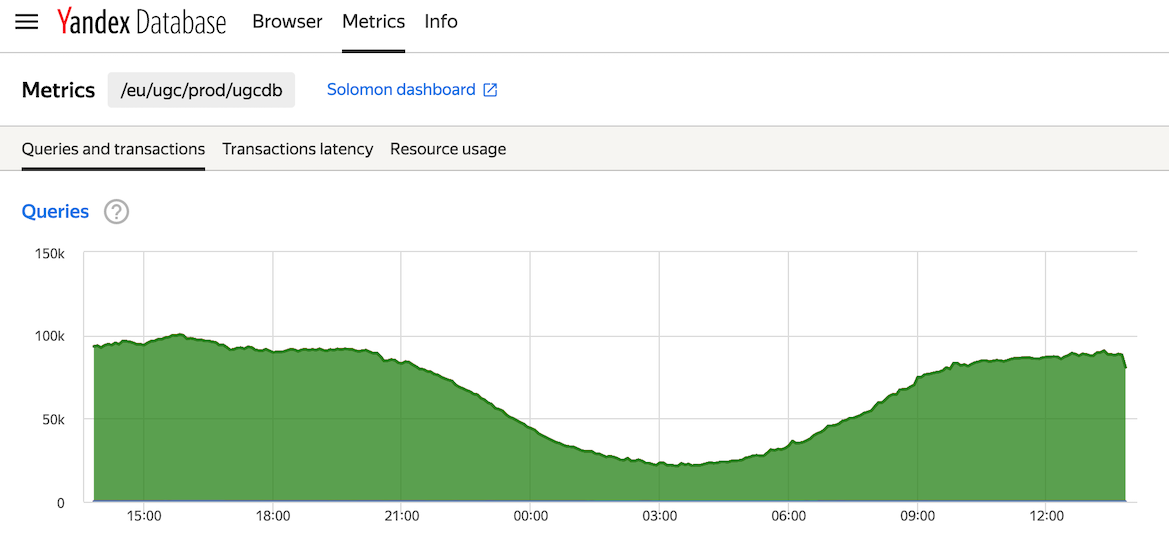 Yandex Database Browser Metrics Info
Metrics /eu/ugc/prod/ugcdb Solomon dashboard
Queries and transactions Transactions latency Resource usage
Queries ?
150k
100k
50k
0
15:00 18:00 21:00 00:00 03:00 06:00 09:00 12:00